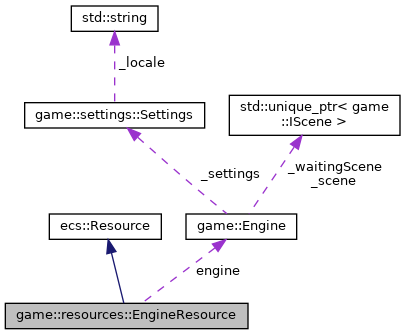 std::string
_locale
game::settings::Settings
std::unique_ptr< game
::IScene >
_settings
_waitingScene
_scene
ecs::Resource
game::Engine
engine
game::resources::EngineResource